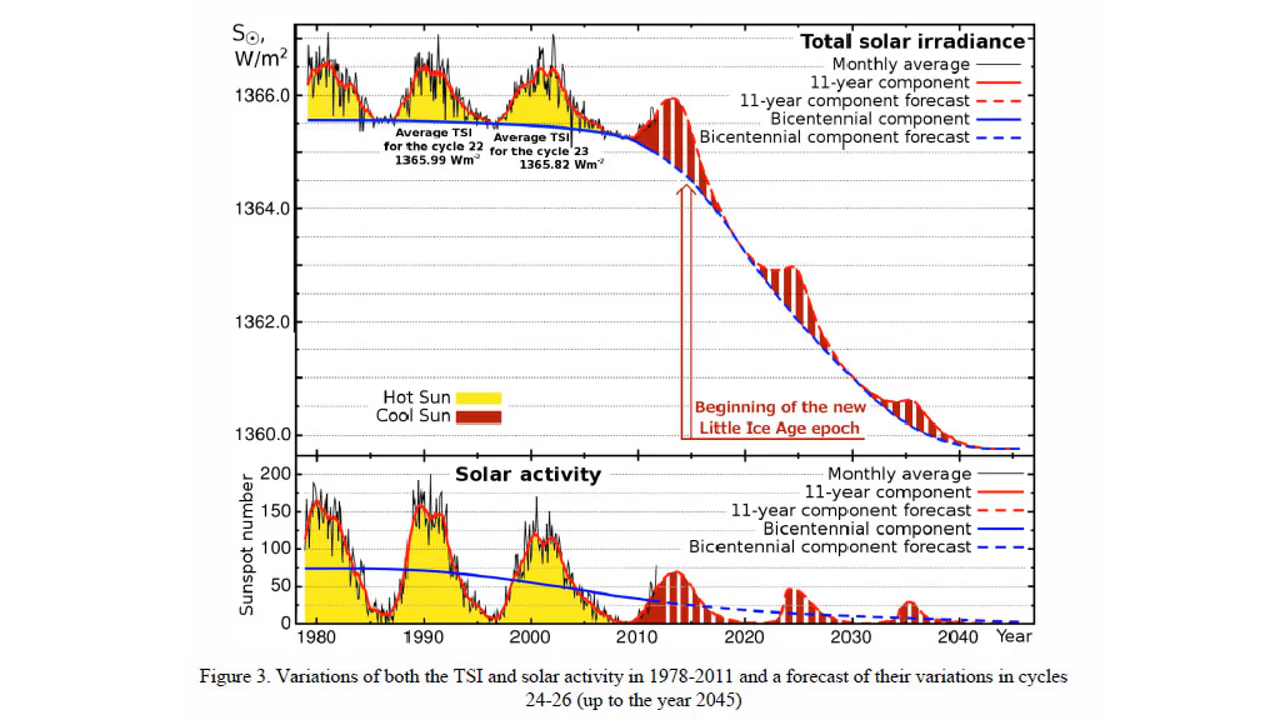 S☉,
W/m²
Total solar irradiance
Monthly average
11-year component
11-year component forecast
Bicentennial component
Bicentennial component forecast
1366.0
1364.0
1362.0
1360.0
Average TSI
for the cycle 22
1365.99 Wm⁻²
Average TSI
for the cycle 23
1365.82 Wm⁻²
Hot Sun
Cool Sun
Beginning of the new
Little Ice Age epoch
Solar activity
Monthly average
11-year component
11-year component forecast
Bicentennial component
Bicentennial component forecast
Sunspot number
200
150
100
50
0
1980 1990 2000 2010 2020 2030 2040 Year
Figure 3. Variations of both the TSI and solar activity in 1978-2011 and a forecast of their variations in cycles
24-26 (up to the year 2045)